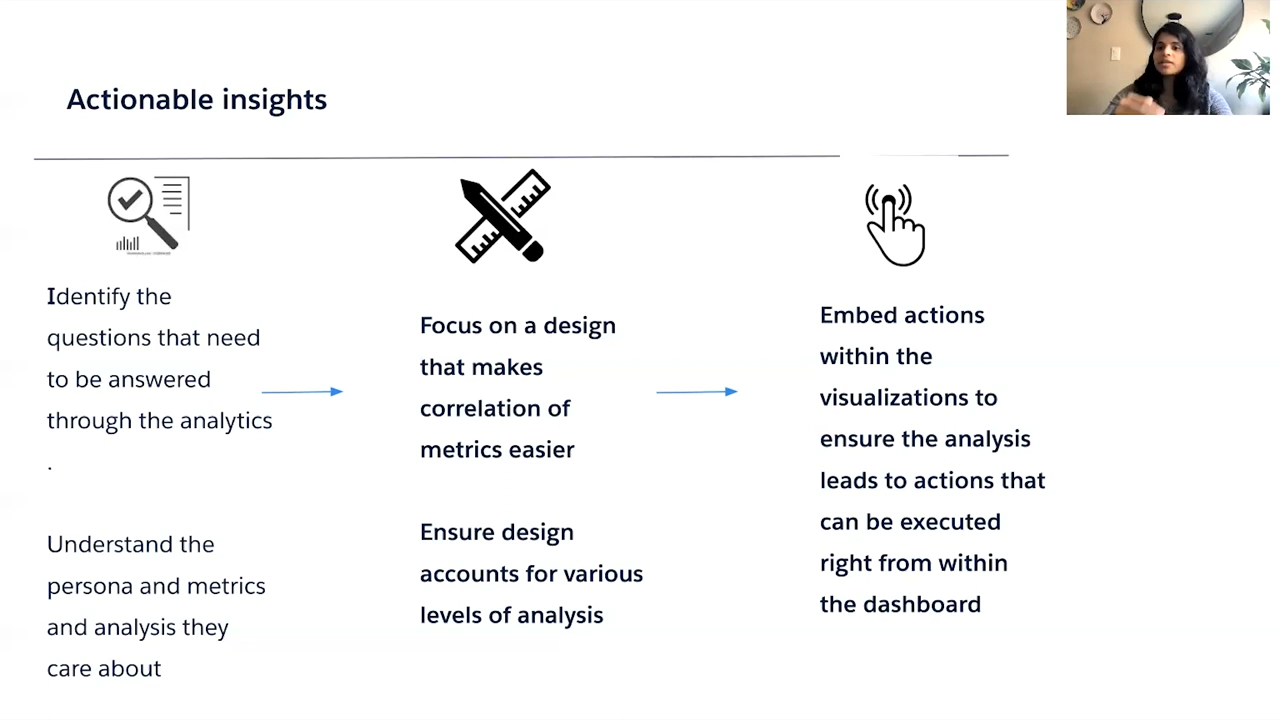 Actionable insights
Identify the
questions that need
to be answered
through the analytics
.
Understand the
persona and metrics
and analysis they
care about
Focus on a design
that makes
correlation of
metrics easier
Ensure design
accounts for various
levels of analysis
Embed actions
within the
visualizations to
ensure the analysis
leads to actions that
can be executed
right from within
the dashboard